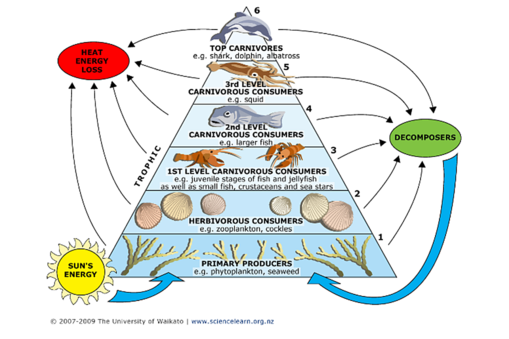 6
TOP CARNIVORES
e.g. shark, dolphin, albatross
HEAT
ENERGY
LOSS
5
3rd LEVEL
CARNIVOROUS CONSUMERS
e.g. squid
4
2nd LEVEL
CARNIVOROUS CONSUMERS
e.g. larger fish
DECOMPOSERS
3
TROPHIC
1ST LEVEL CARNIVOROUS CONSUMERS
e.g. juvenile stages of fish and jellyfish
as well as small fish, crustaceans and sea stars
2
HERBIVOROUS CONSUMERS
e.g. zooplankton, cockles
1
SUN'S
ENERGY
PRIMARY PRODUCERS
e.g. phytoplankton, seaweed
© 2007-2009 The University of Waikato | www.sciencelearn.org.nz